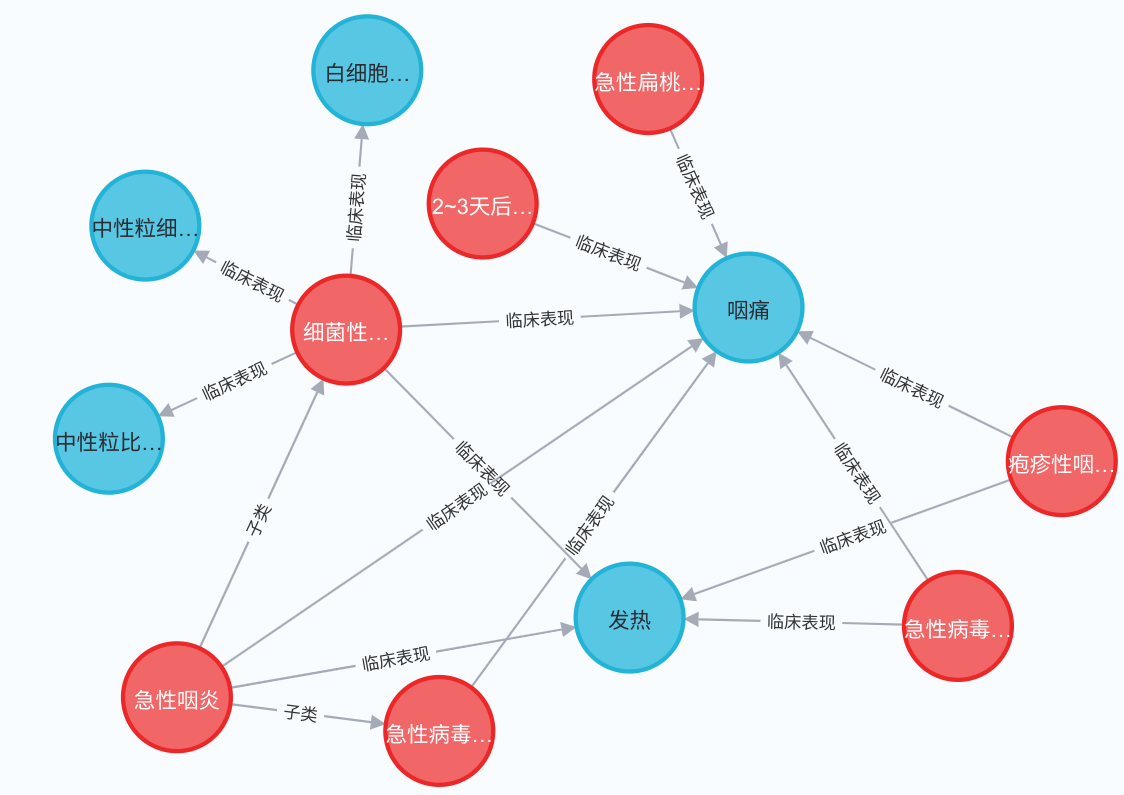 白细胞…
急性扁桃…
临床表现
临床表现
2~3天后…
中性粒细…
临床表现
临床表现
咽痛
细菌性…
临床表现
临床表现
临床表现
中性粒比…
临床表现
临床表现
疱疹性咽…
临床表现
子类
临床表现
临床表现
发热
临床表现
急性病毒…
临床表现
急性咽炎
子类
急性病毒…